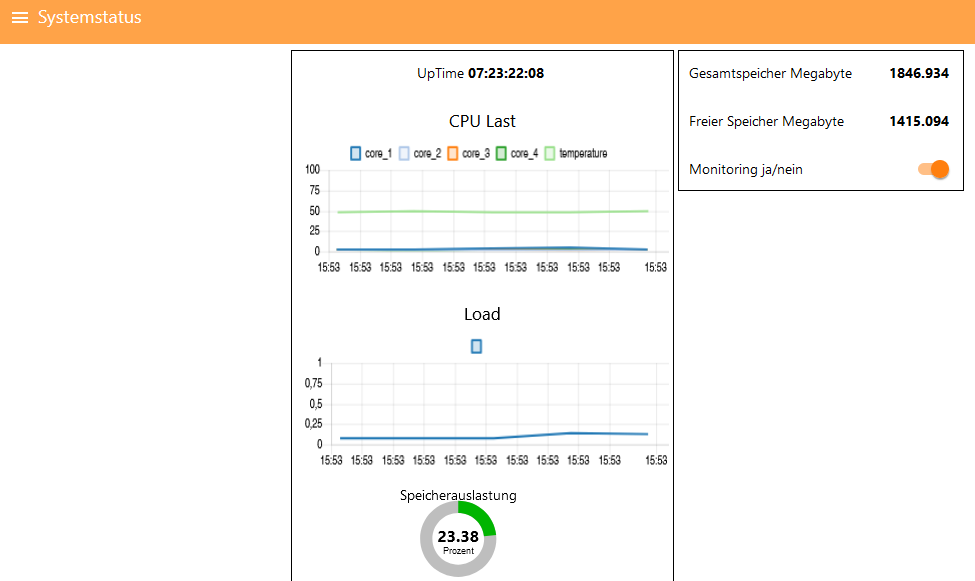 Systemstatus
UpTime 07:23:22:08
CPU Last
core_1 core_2 core_3 core_4 temperature
100
75
50
25
0
15:53 15:53 15:53 15:53 15:53 15:53 15:53 15:53 15:53 15:53 15:53
Load
1
0,75
0,5
0,25
0
15:53 15:53 15:53 15:53 15:53 15:53 15:53 15:53 15:53 15:53 15:53
Speicherauslastung
23.38
Prozent
Gesamtspeicher Megabyte 1846.934
Freier Speicher Megabyte 1415.094
Monitoring ja/nein